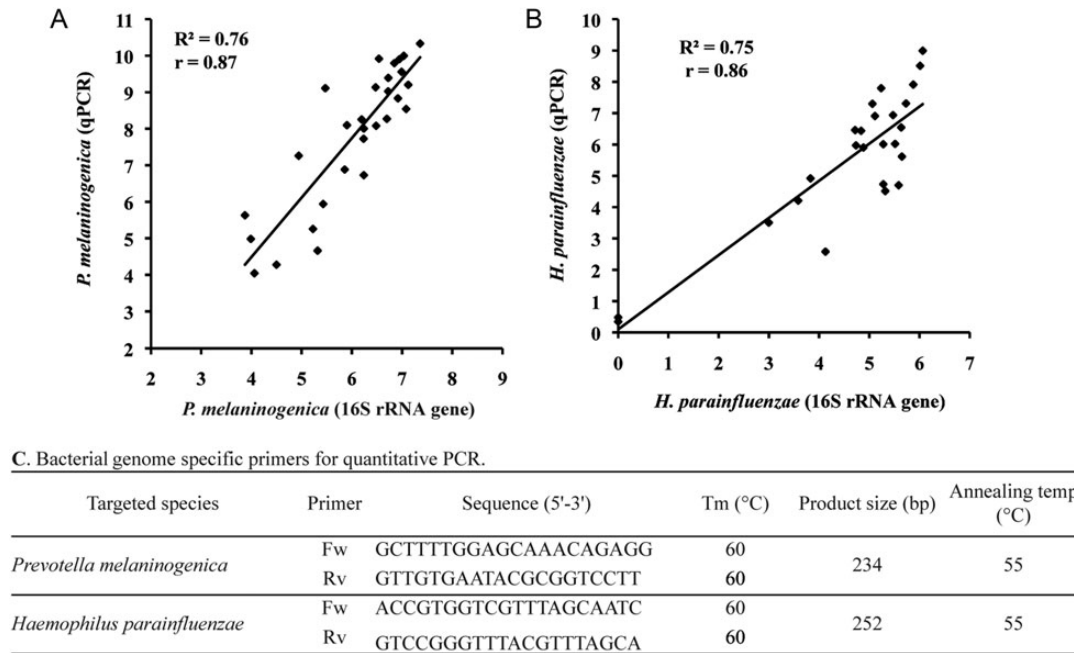 A
R² = 0.76
r = 0.87
P. melaninogenica (qPCR)
11
10
9
8
7
6
5
4
3
2
2 3 4 5 6 7 8 9
P. melaninogenica (16S rRNA gene)
B
R² = 0.75
r = 0.86
H. parainfluenzae (qPCR)
10
9
8
7
6
5
4
3
2
1
0
0 1 2 3 4 5 6 7
H. parainfluenzae (16S rRNA gene)
C. Bacterial genome specific primers for quantitative PCR.
Targeted species Primer Sequence (5'-3') Tm (°C) Product size (bp) Annealing temp (°C)
Prevotella melaninogenica Fw GCTTTTGGAGCAAACAGAGG 60 234 55
Rv GTTGTGAATACGCGGTCCTT 60
Haemophilus parainfluenzae Fw ACCGTGGTCGTTTAGCAATC 60 252 55
Rv GTCCGGGTTTACGTTTAGCA 60